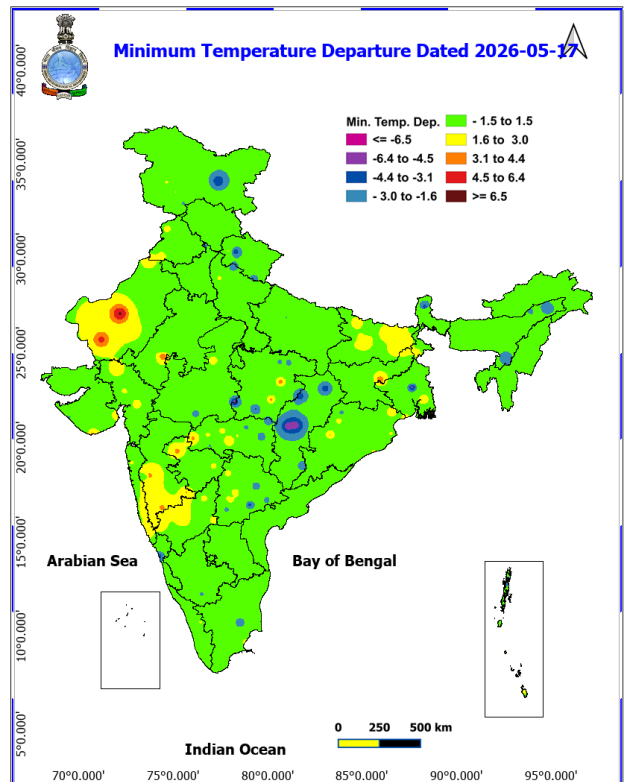 Minimum Temperature Departure Dated 2026-05-17
Min. Temp. Dep.
<= -6.5
-6.4 to -4.5
-4.4 to -3.1
- 3.0 to -1.6
- 1.5 to 1.5
1.6 to 3.0
3.1 to 4.4
4.5 to 6.4
>= 6.5
40°0.000'
35°0.000'
30°0.000'
25°0.000'
20°0.000'
15°0.000'
10°0.000'
5°0.000'
Arabian Sea
Bay of Bengal
0 250 500 km
Indian Ocean
70°0.000' 75°0.000' 80°0.000' 85°0.000' 90°0.000' 95°0.000'